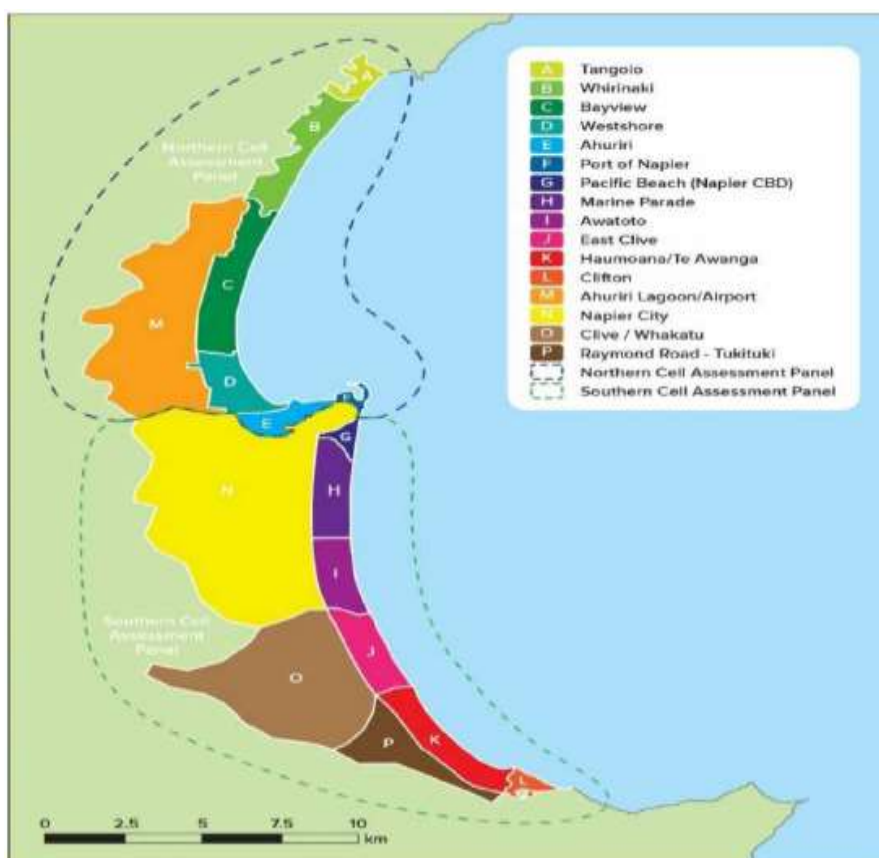 A Tangoio
B Whirinaki
C Bayview
D Westshore
E Ahuriri
F Port of Napier
G Pacific Beach (Napier CBD)
H Marine Parade
I Awatoto
J East Clive
K Haumoana/Te Awanga
L Clifton
M Ahuriri Lagoon/Airport
N Napier City
O Clive / Whakatu
P Raymond Road - Tukituki
Northern Cell Assessment Panel
Southern Cell Assessment Panel
A
B
Northern Cell
Assessment
Panel
C
M
D
F
E
G
N
H
I
Southern Cell
Assessment
Panel
J
O
K
P
L
0 2.5 5 7.5 10
km